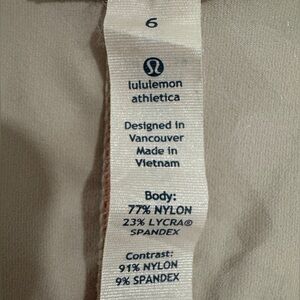 6
lululemon
athletica
Designed in
Vancouver
Made in
Vietnam
Body:
77% NYLON
23% LYCRA®
SPANDEX
Contrast:
91% NYLON
9% SPANDEX